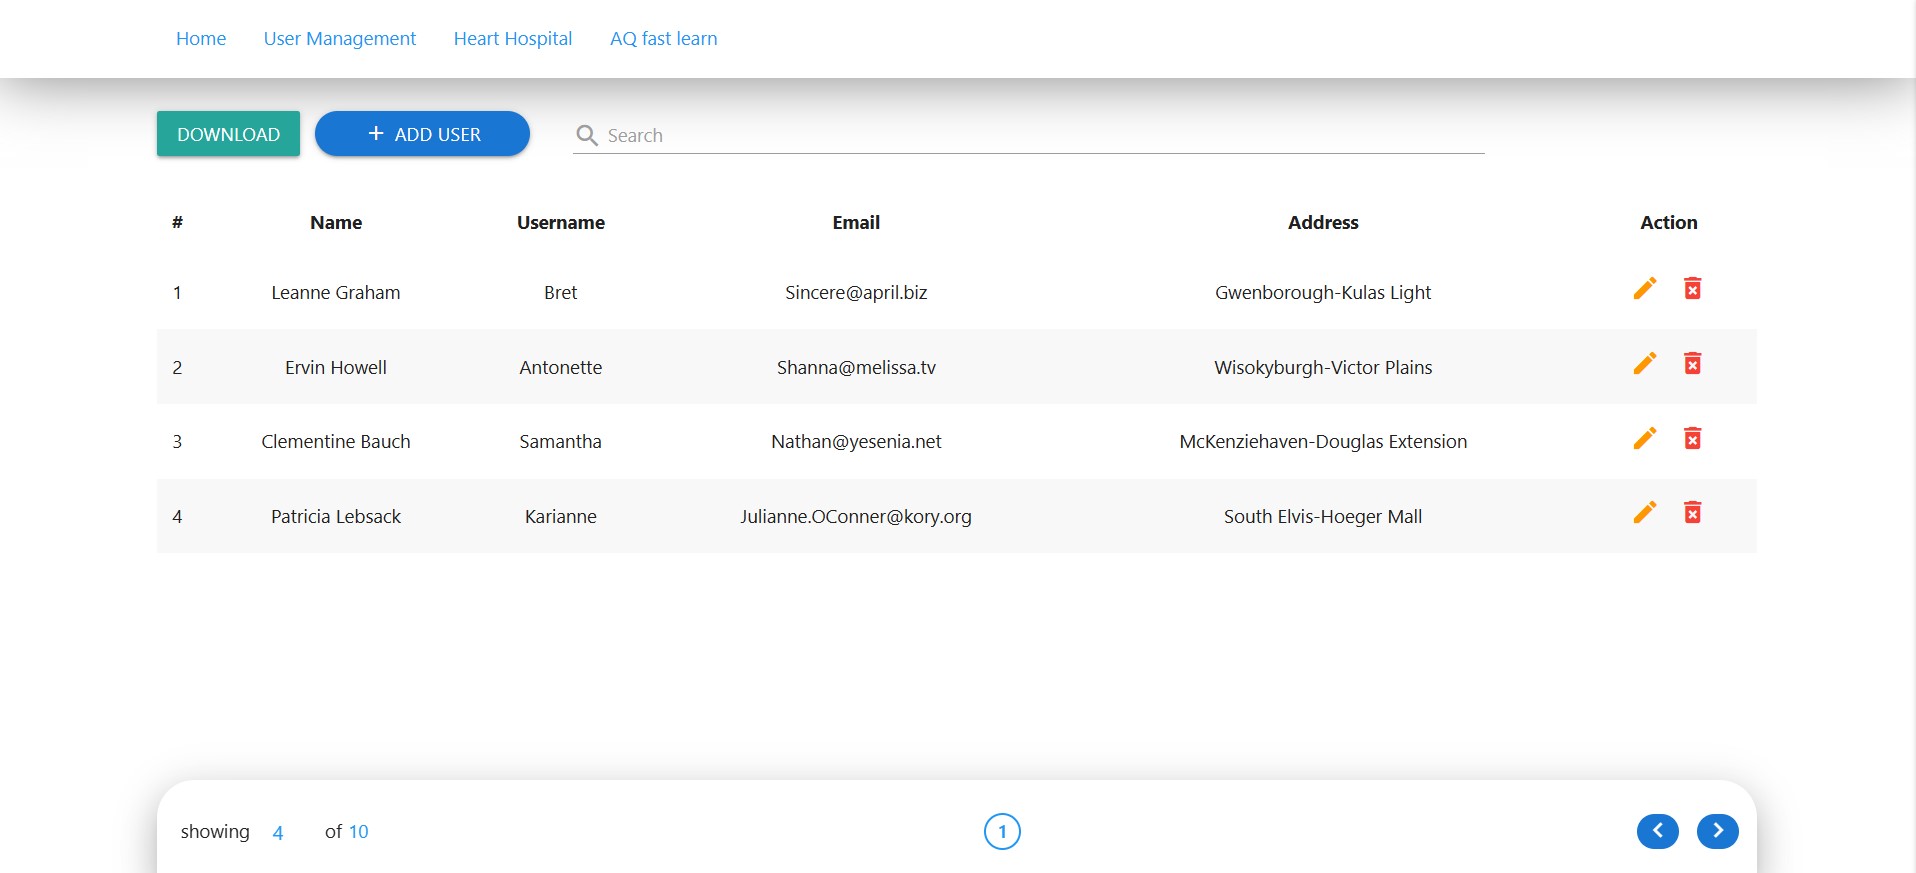 Home User Management Heart Hospital AQ fast learn
DOWNLOAD + ADD USER Search
# Name Username Email Address Action
1 Leanne Graham Bret Sincere@april.biz Gwenborough-Kulas Light
2 Ervin Howell Antonette Shanna@melissa.tv Wisokyburgh-Victor Plains
3 Clementine Bauch Samantha Nathan@yesenia.net McKenziehaven-Douglas Extension
4 Patricia Lebsack Karianne Julianne.OConner@kory.org South Elvis-Hoeger Mall
showing 4 of 10 1